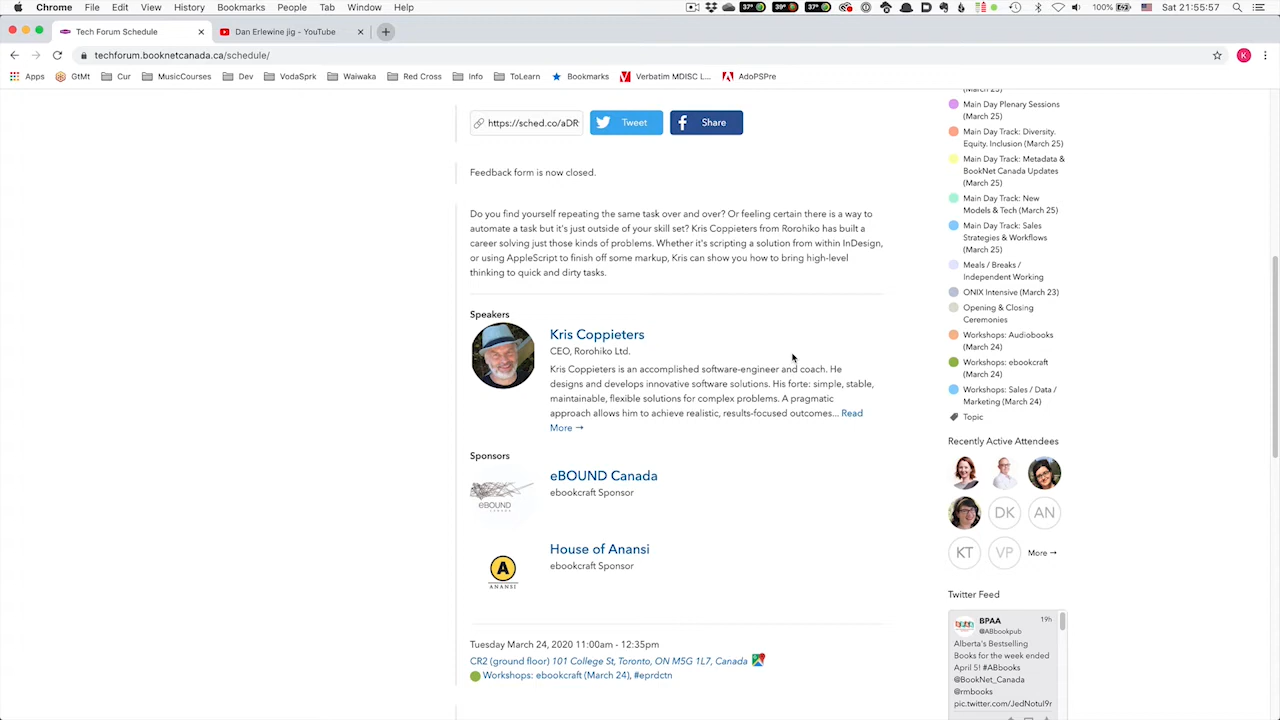 Chrome File Edit View History Bookmarks People Tab Window Help 37° 39° 37° 100% Sat 21:55:57
Tech Forum Schedule Dan Erlewine jig - YouTube
techforum.booknetcanada.ca/schedule/ K
Apps GtMt Cur MusicCourses Dev VodaSprk Waiwaka Red Cross Info ToLearn Bookmarks Verbatim MDISC L... AdoPSPre
https://sched.co/aDR Tweet Share
Feedback form is now closed.
Do you find yourself repeating the same task over and over? Or feeling certain there is a way to
automate a task but it's just outside of your skill set? Kris Coppieters from Rorohiko has built a
career solving just those kinds of problems. Whether it's scripting a solution from within InDesign,
or using AppleScript to finish off some markup, Kris can show you how to bring high-level
thinking to quick and dirty tasks.
Speakers
Kris Coppieters
CEO, Rorohiko Ltd.
Kris Coppieters is an accomplished software-engineer and coach. He
designs and develops innovative software solutions. His forte: simple, stable,
maintainable, flexible solutions for complex problems. A pragmatic
approach allows him to achieve realistic, results-focused outcomes... Read
More →
Sponsors
eBOUND
CANADA
eBOUND Canada
ebookcraft Sponsor
A
ANANSI
House of Anansi
ebookcraft Sponsor
Tuesday March 24, 2020 11:00am - 12:35pm
CR2 (ground floor) 101 College St, Toronto, ON M5G 1L7, Canada
Workshops: ebookcraft (March 24), #eprdctn
(March 25)
Main Day Plenary Sessions
(March 25)
Main Day Track: Diversity.
Equity. Inclusion (March 25)
Main Day Track: Metadata &
BookNet Canada Updates
(March 25)
Main Day Track: New
Models & Tech (March 25)
Main Day Track: Sales
Strategies & Workflows
(March 25)
Meals / Breaks /
Independent Working
ONIX Intensive (March 23)
Opening & Closing
Ceremonies
Workshops: Audiobooks
(March 24)
Workshops: ebookcraft
(March 24)
Workshops: Sales / Data /
Marketing (March 24)
Topic
Recently Active Attendees
DK AN
KT VP More →
Twitter Feed
BPAA 19h
@ABbookpub
Alberta's Bestselling
Books for the week ended
April 5! #ABbooks
@BookNet_Canada
@rmbooks
pic.twitter.com/JedNotul9r